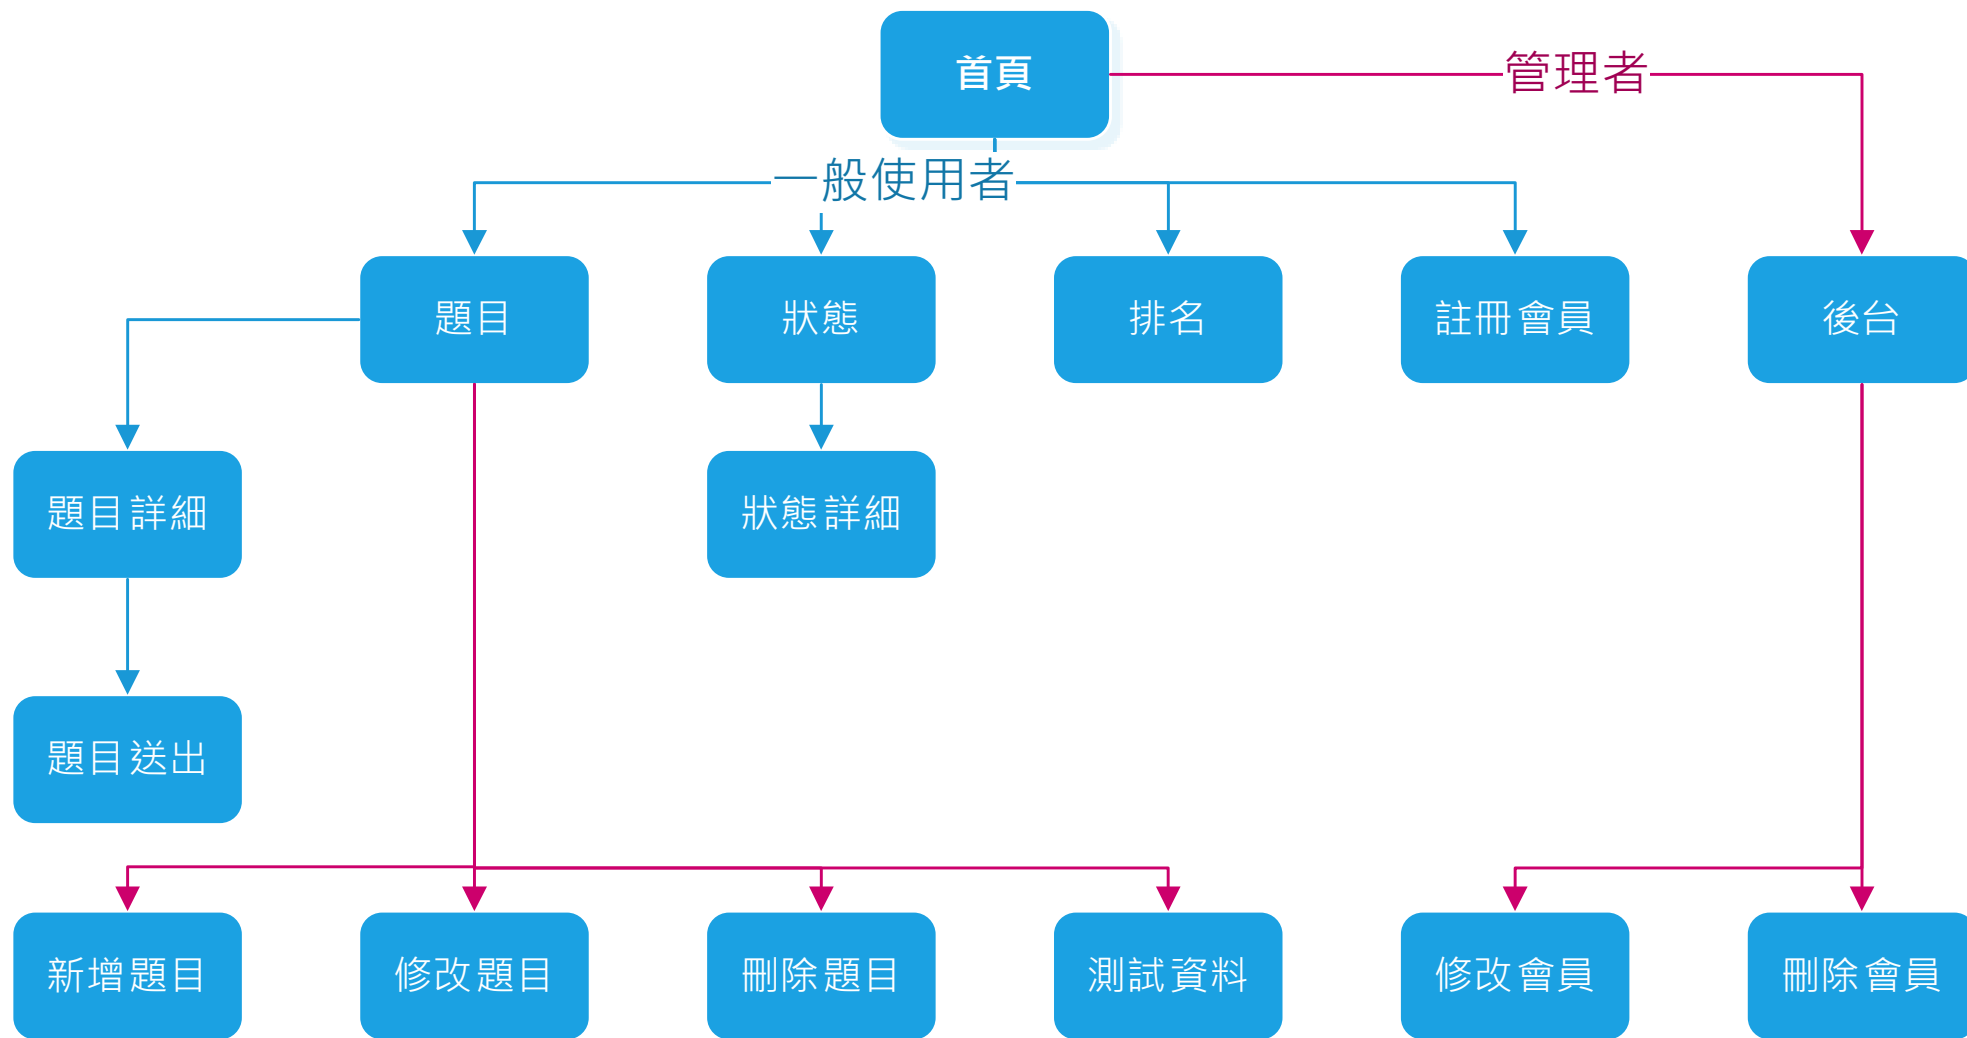 首頁
管理者
一般使用者
題目
狀態
排名
註冊會員
後台
題目詳細
狀態詳細
題目送出
新增題目
修改題目
刪除題目
測試資料
修改會員
刪除會員